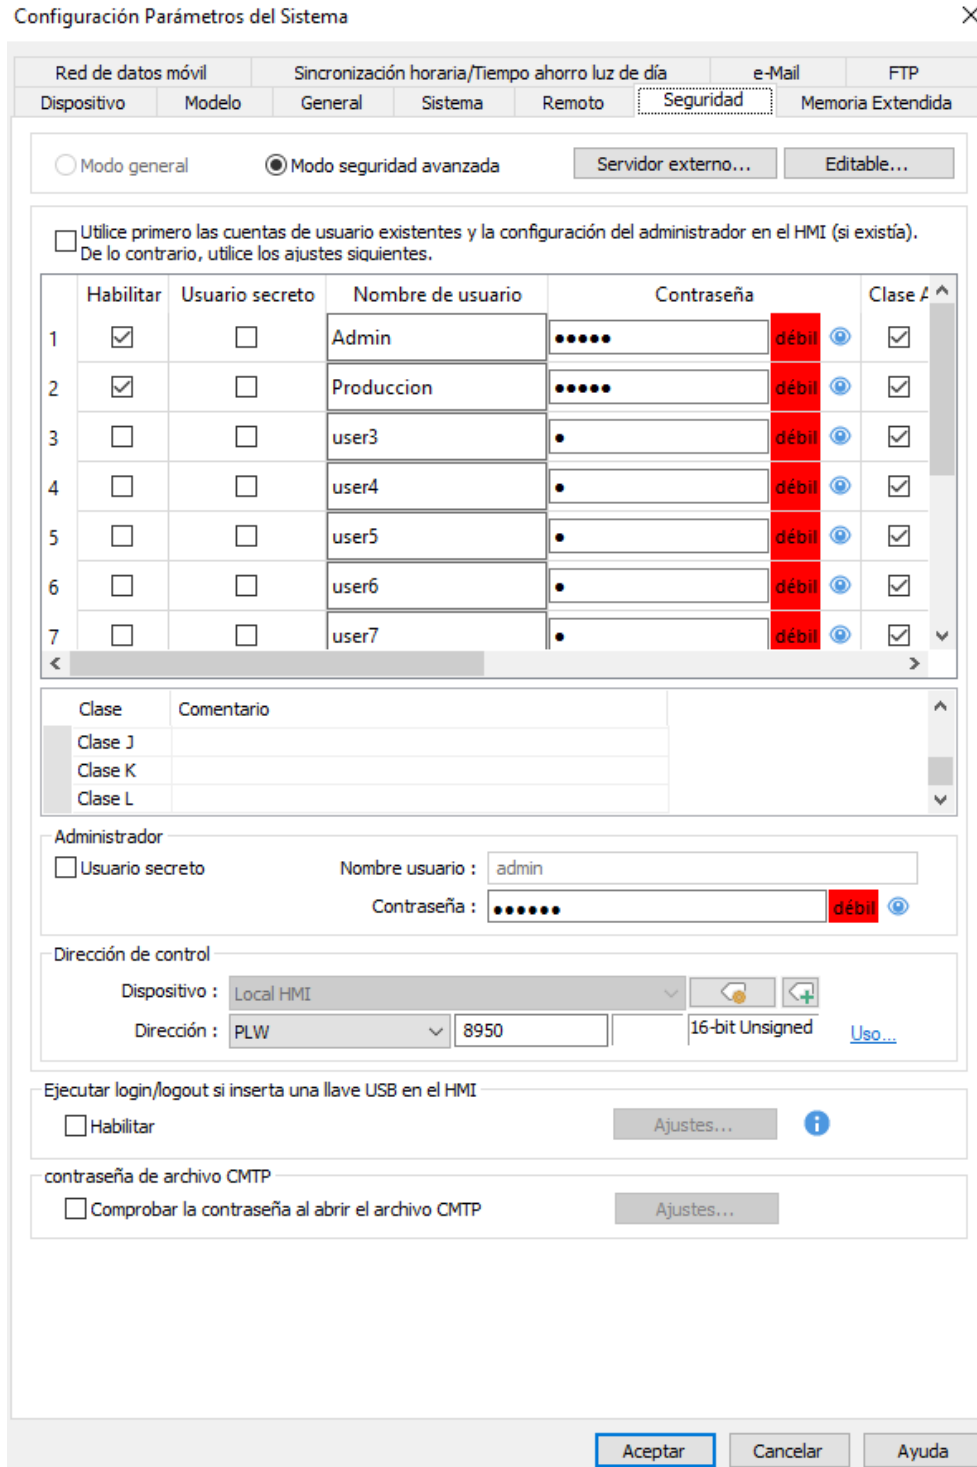 Configuración Parámetros del Sistema
Red de datos móvil Sincronización horaria/Tiempo ahorro luz de día e-Mail FTP
Dispositivo Modelo General Sistema Remoto Seguridad Memoria Extendida
Modo general Modo seguridad avanzada Servidor externo... Editable...
Utilice primero las cuentas de usuario existentes y la configuración del administrador en el HMI (si existía).
De lo contrario, utilice los ajustes siguientes.
Habilitar Usuario secreto Nombre de usuario Contraseña Clase A
1 Admin ●●●●● débil
2 Produccion ●●●●● débil
3 user3 ● débil
4 user4 ● débil
5 user5 ● débil
6 user6 ● débil
7 user7 ● débil
Clase Comentario
Clase J
Clase K
Clase L
Administrador
Usuario secreto Nombre usuario : admin
Contraseña : ●●●●●● débil
Dirección de control
Dispositivo : Local HMI
Dirección : PLW 8950 16-bit Unsigned Uso...
Ejecutar login/logout si inserta una llave USB en el HMI
Habilitar Ajustes...
contraseña de archivo CMTP
Comprobar la contraseña al abrir el archivo CMTP Ajustes...
Aceptar Cancelar Ayuda